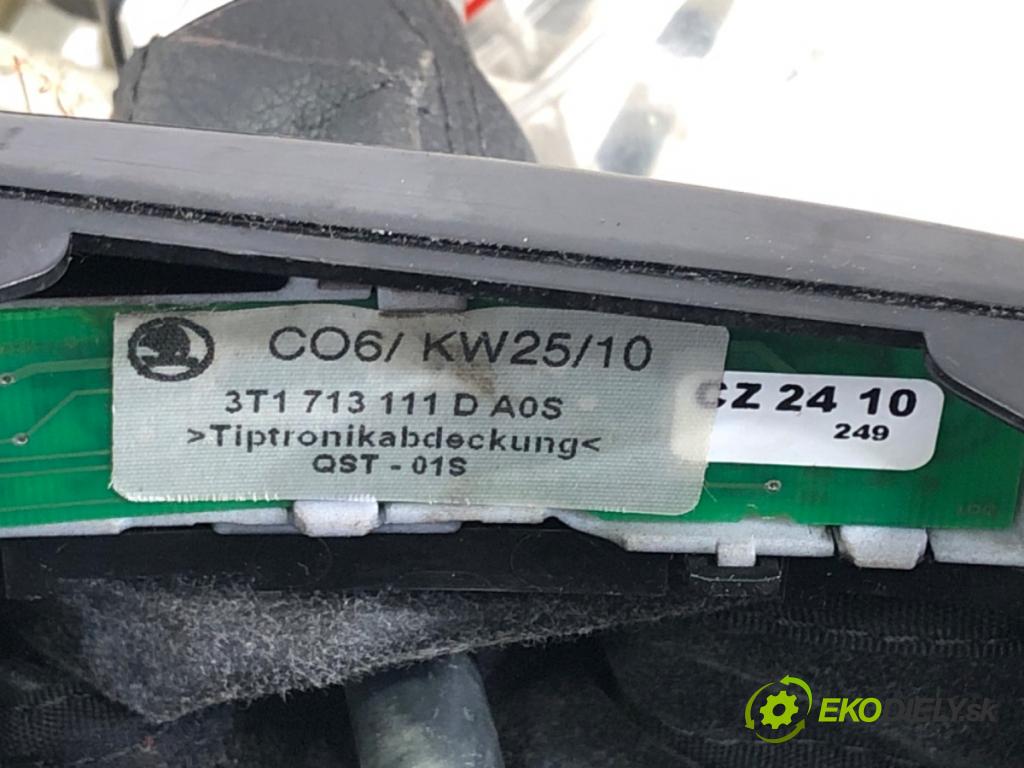 CO6/ KW25/10
3T1 713 111 D A0S
>Tiptronikabdeckung<
QST - 01S
CZ 24 10
249
EKODIELY.sk